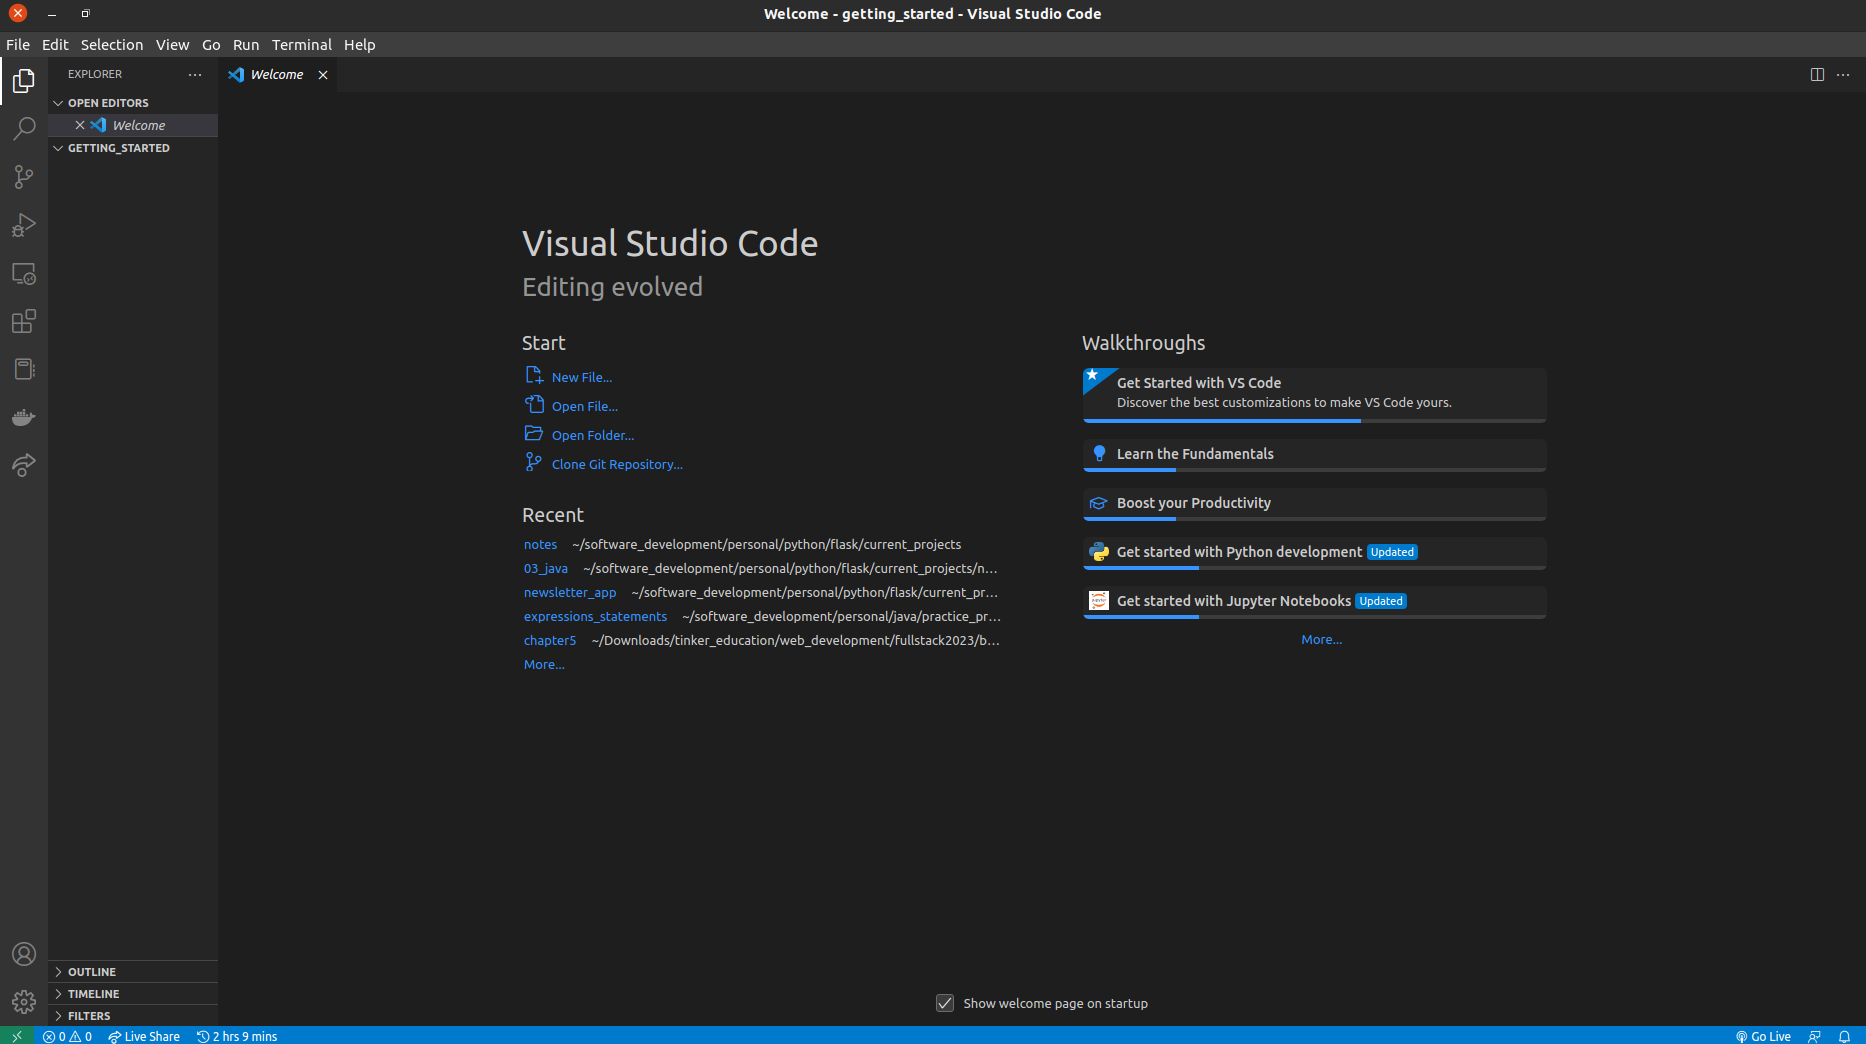 Welcome - getting_started - Visual Studio Code
File Edit Selection View Go Run Terminal Help
EXPLORER
Welcome
OPEN EDITORS
Welcome
GETTING_STARTED
Visual Studio Code
Editing evolved
Start
New File...
Open File...
Open Folder...
Clone Git Repository...
Recent
notes ~/software_development/personal/python/flask/current_projects
03_java ~/software_development/personal/python/flask/current_projects/n...
newsletter_app ~/software_development/personal/python/flask/current_pr...
expressions_statements ~/software_development/personal/java/practice_pr...
chapter5 ~/Downloads/tinker_education/web_development/fullstack2023/b...
More...
Walkthroughs
Get Started with VS Code
Discover the best customizations to make VS Code yours.
Learn the Fundamentals
Boost your Productivity
Get started with Python development Updated
Get started with Jupyter Notebooks Updated
More...
OUTLINE
TIMELINE
FILTERS
Show welcome page on startup
0 0 Live Share 2 hrs 9 mins Go Live